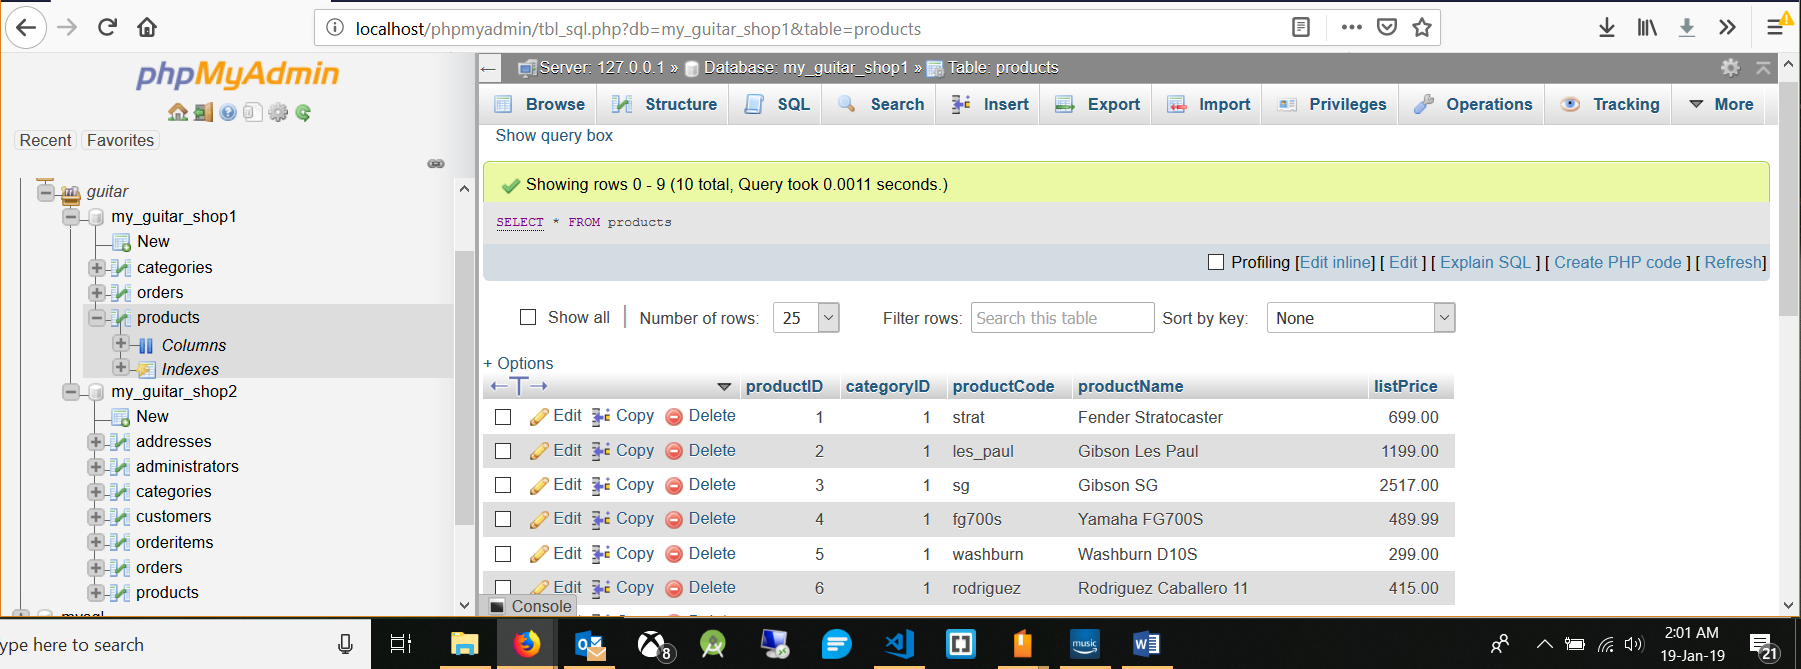 localhost/phpmyadmin/tbl_sql.php?db=my_guitar_shop1&table=products
phpMyAdmin
Recent Favorites
guitar
my_guitar_shop1
New
categories
orders
products
Columns
Indexes
my_guitar_shop2
New
addresses
administrators
categories
customers
orderitems
orders
products
Server: 127.0.0.1 » Database: my_guitar_shop1 » Table: products
Browse Structure SQL Search Insert Export Import Privileges Operations Tracking More
Show query box
Showing rows 0 - 9 (10 total, Query took 0.0011 seconds.)
SELECT * FROM products
Profiling [Edit inline] [ Edit ] [ Explain SQL ] [ Create PHP code ] [ Refresh]
Show all Number of rows: 25 Filter rows: Search this table Sort by key: None
+ Options
←T→ productID categoryID productCode productName listPrice
Edit Copy Delete 1 1 strat Fender Stratocaster 699.00
Edit Copy Delete 2 1 les_paul Gibson Les Paul 1199.00
Edit Copy Delete 3 1 sg Gibson SG 2517.00
Edit Copy Delete 4 1 fg700s Yamaha FG700S 489.99
Edit Copy Delete 5 1 washburn Washburn D10S 299.00
Edit Copy Delete 6 1 rodriguez Rodriguez Caballero 11 415.00
Console
ype here to search
8
music
2:01 AM
19-Jan-19
21